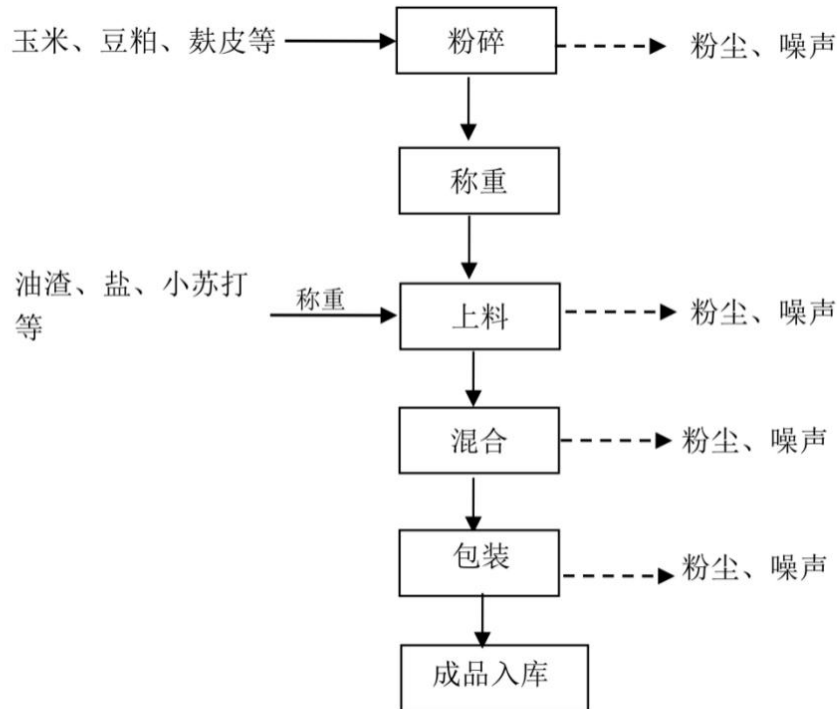 玉米、豆粕、麸皮等
粉碎
粉尘、噪声
称重
油渣、盐、小苏打
等
称重
上料
粉尘、噪声
混合
粉尘、噪声
包装
粉尘、噪声
成品入库